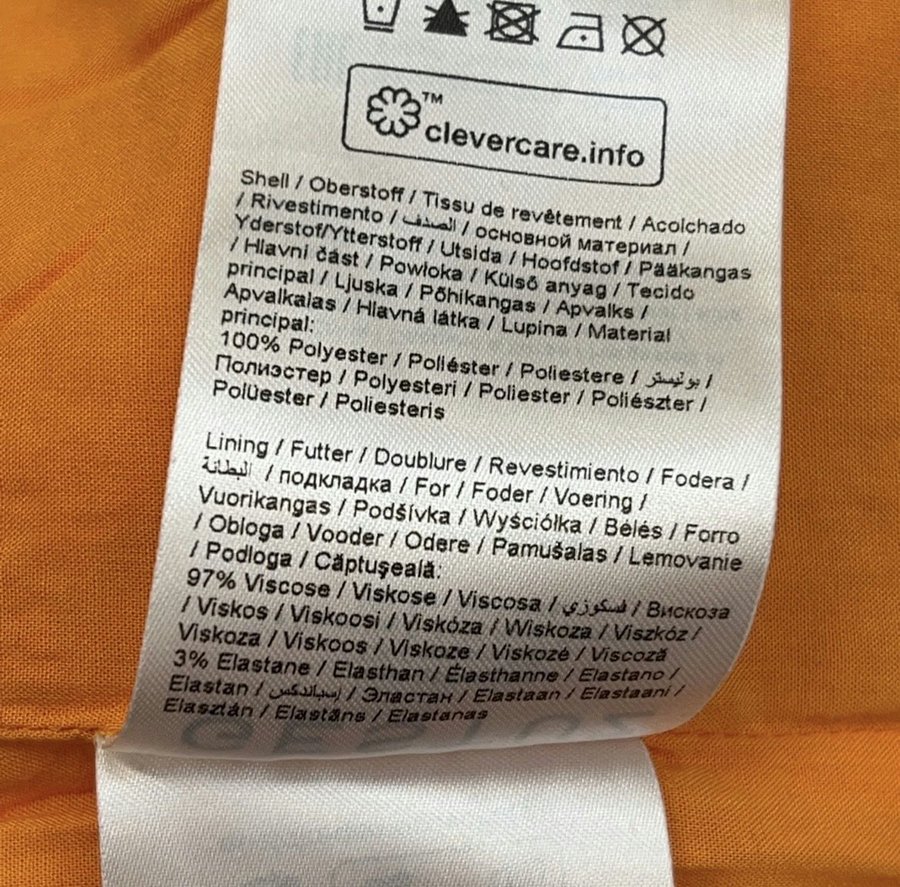 ™
clevercare.info
Shell / Oberstoff / Tissu de revêtement / Acolchado
/ Rivestimento / الصدف / основной материал /
Yderstof/Ytterstoff / Utsida / Hoofdstof / Pääkangas
/ Hlavní část / Powłoka / Külső anyag / Tecido
principal / Ljuska / Põhikangas / Apvalks /
Apvalkalas / Hlavná látka / Lupina / Material
principal:
100% Polyester / Poliéster / Poliestere / بوليستر /
Полиэстер / Polyesteri / Poliester / Poliészter /
Polüester / Poliesteris
Lining / Futter / Doublure / Revestimiento / Fodera /
البطانة / подкладка / For / Foder / Voering /
Vuorikangas / Podšívka / Wyściółka / Bélés / Forro
/ Obloga / Vooder / Odere / Pamušalas / Lemovanie
/ Podloga / Căptuşeală:
97% Viscose / Viskose / Viscosa / فسكوزي / Вискоза
/ Viskos / Viskoosi / Viskóza / Wiskoza / Viszkóz /
Viskoza / Viskoos / Viskoze / Viskozė / Viscoză
3% Elastane / Elasthan / Élasthanne / Elastano /
Elastan / إسباندكس / Эластан / Elastaan / Elastaani /
Elasztán / Elastāns / Elastanas